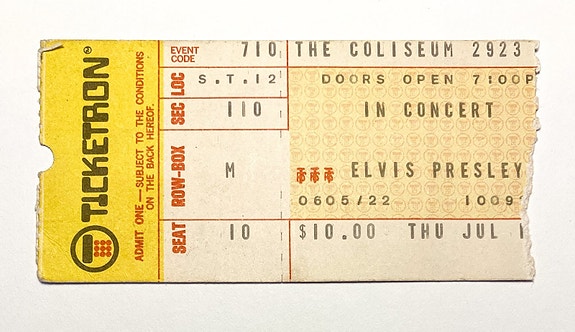 TICKETRON
ADMIT ONE—SUBJECT TO THE CONDITIONS
ON THE BACK HEREOF.
EVENT
CODE
710
LOC
S.T.12
SEC
110
ROW-BOX
M
SEAT
10
THE COLISEUM 2923
DOORS OPEN 7:00P
IN CONCERT
ELVIS PRESLEY
0605/22 1009
$10.00 THU JUL 1